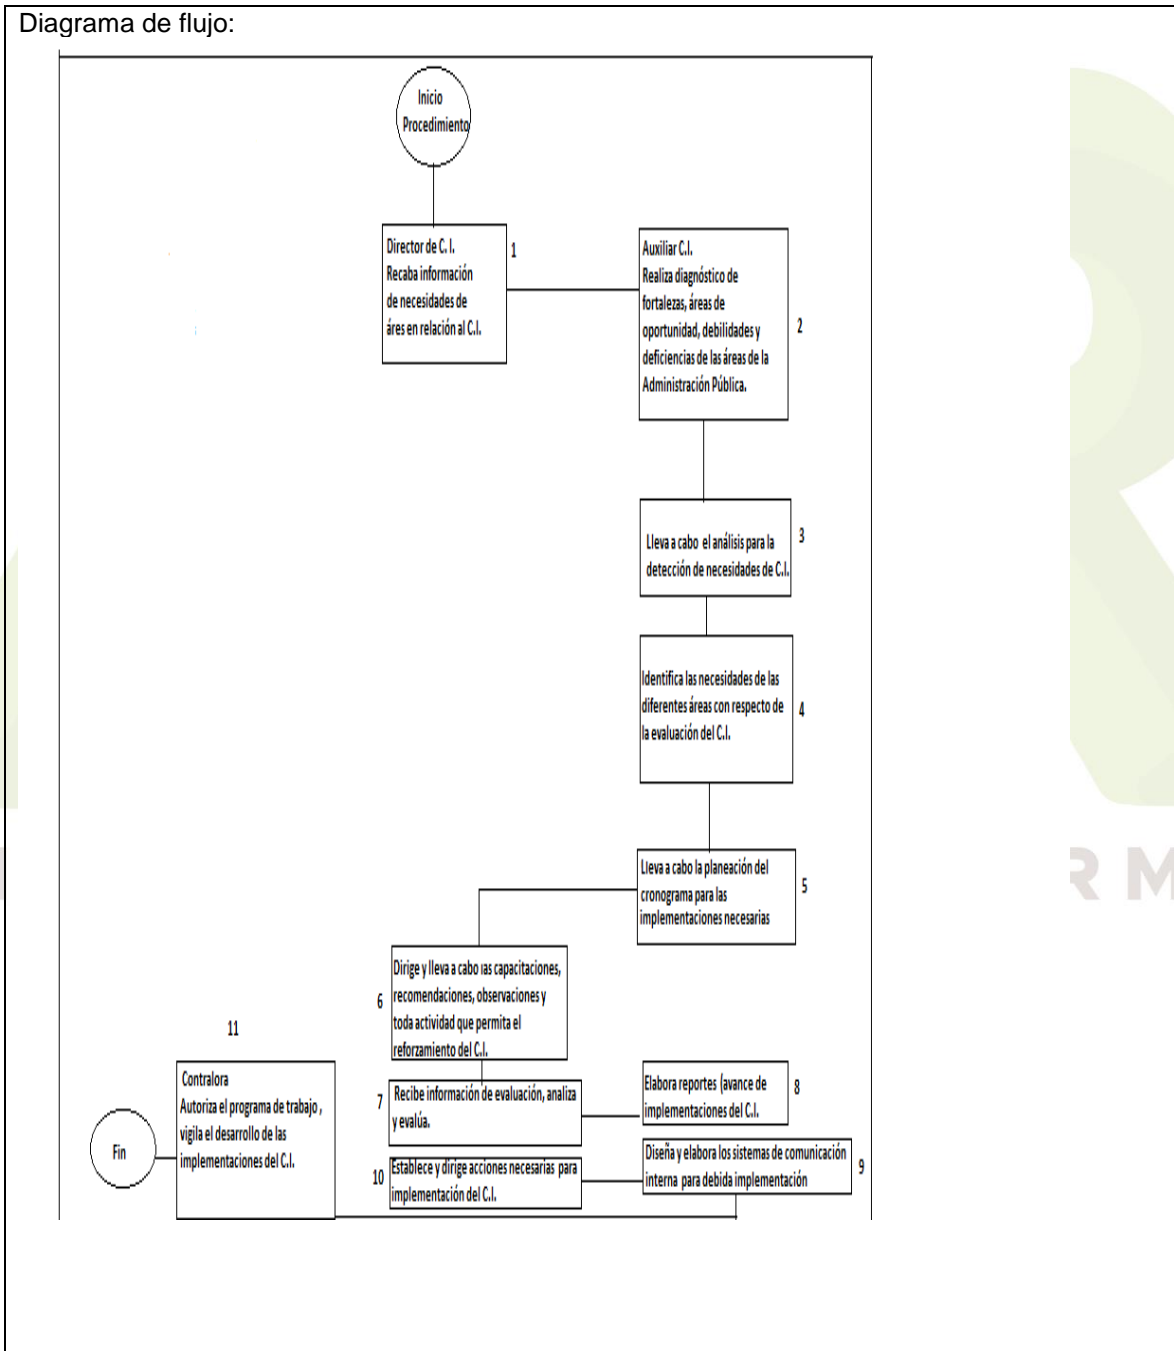 Diagrama de flujo:
Inicio
Procedimiento
Director de C. I.
Recaba información
de necesidades de
áres en relación al C.I.
1
Auxiliar C.I.
Realiza diagnóstico de
fortalezas, áreas de
oportunidad, debilidades y
deficiencias de las áreas de la
Administración Pública.
2
Lleva a cabo el análisis para la
detección de necesidades de C.I.
3
Identifica las necesidades de las
diferentes áreas con respecto de
la evaluación del C.I.
4
Lleva a cabo la planeación del
cronograma para las
implementaciones necesarias
5
Dirige y lleva a cabo las capacitaciones,
recomendaciones, observaciones y
toda actividad que permita el
reforzamiento del C.I.
6
Recibe información de evaluación, analiza
y evalúa.
7
Elabora reportes (avance de
implementaciones del C.I.
8
Diseña y elabora los sistemas de comunicación
interna para debida implementación
9
Establece y dirige acciones necesarias para
implementación del C.I.
10
11
Contralora
Autoriza el programa de trabajo ,
vigila el desarrollo de las
implementaciones del C.I.
Fin
R M